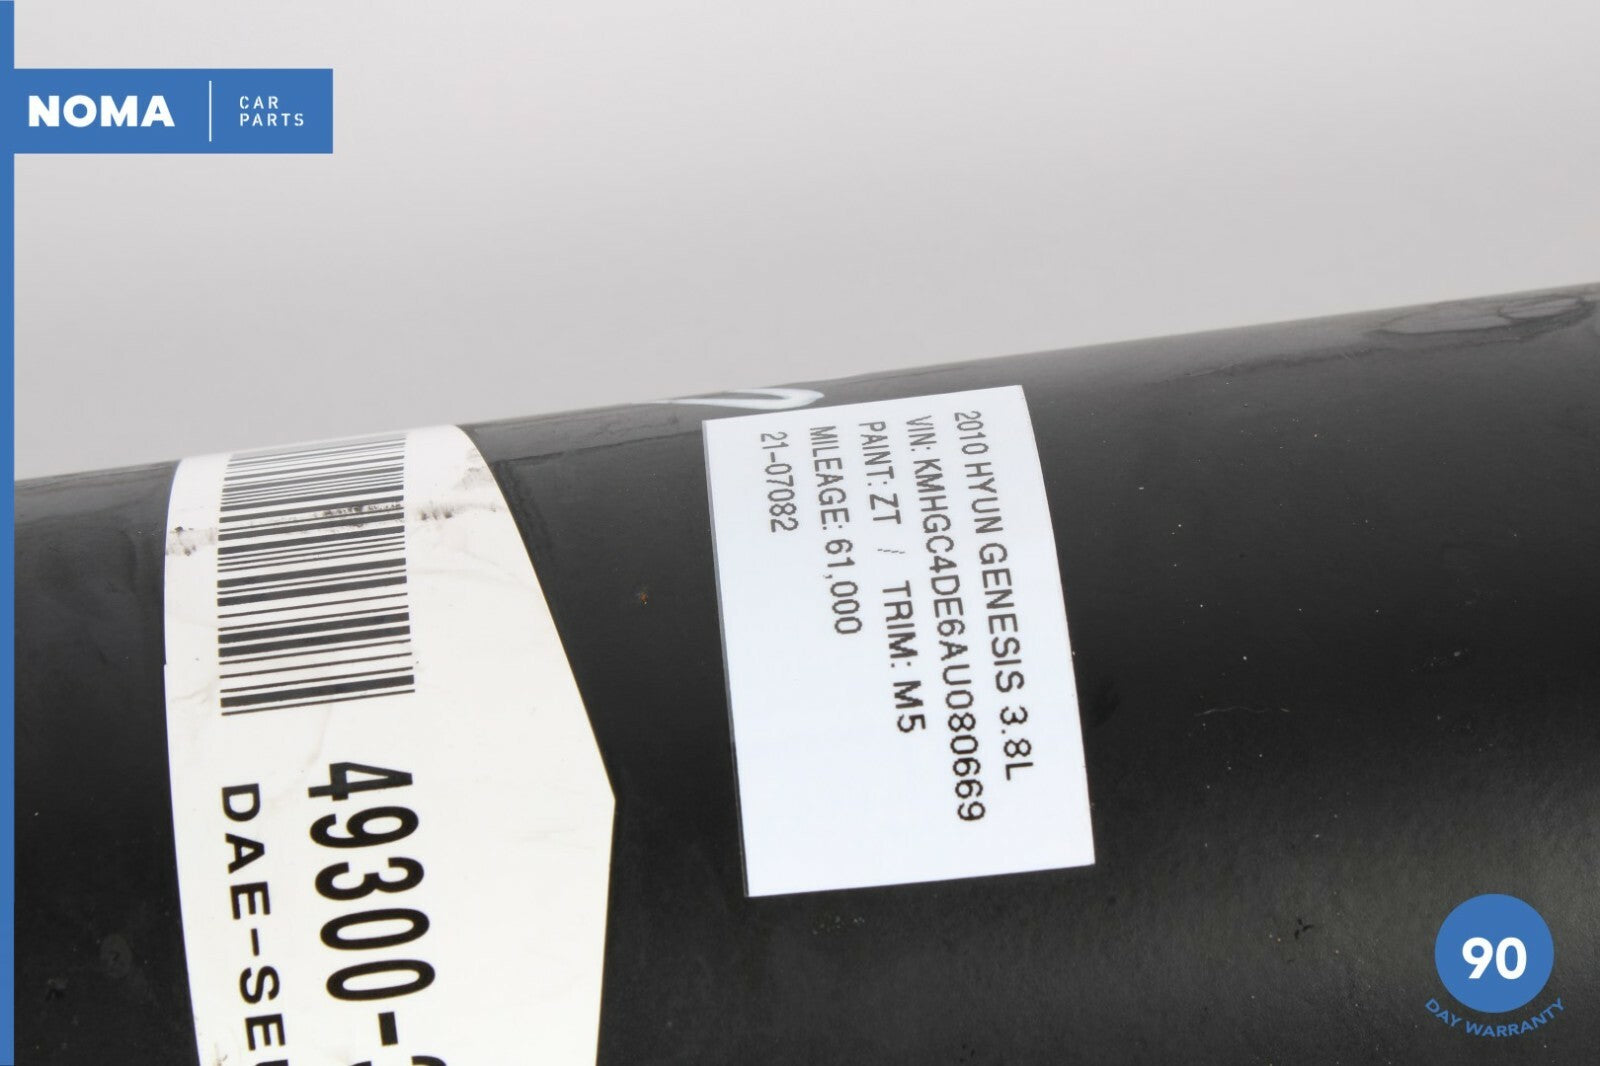 NOMA
CAR
PARTS
2010 HYUN GENESIS 3.8L
VIN: KMHGC4DE6AU080669
PAINT: ZT / TRIM: M5
MILEAGE: 61,000
21-07082
49300-
90
DAY WARRANTY